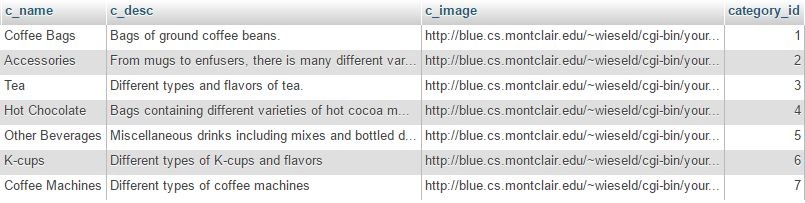 c_name c_desc c_image category_id
Coffee Bags Bags of ground coffee beans. http://blue.cs.montclair.edu/~wieseld/cgi-bin/your... 1
Accessories From mugs to enfusers, there is many different var... http://blue.cs.montclair.edu/~wieseld/cgi-bin/your... 2
Tea Different types and flavors of tea. http://blue.cs.montclair.edu/~wieseld/cgi-bin/your... 3
Hot Chocolate Bags containing different varieties of hot cocoa m... http://blue.cs.montclair.edu/~wieseld/cgi-bin/your... 4
Other Beverages Miscellaneous drinks including mixes and bottled d... http://blue.cs.montclair.edu/~wieseld/cgi-bin/your... 5
K-cups Different types of K-cups and flavors http://blue.cs.montclair.edu/~wieseld/cgi-bin/your... 6
Coffee Machines Different types of coffee machines http://blue.cs.montclair.edu/~wieseld/cgi-bin/your... 7